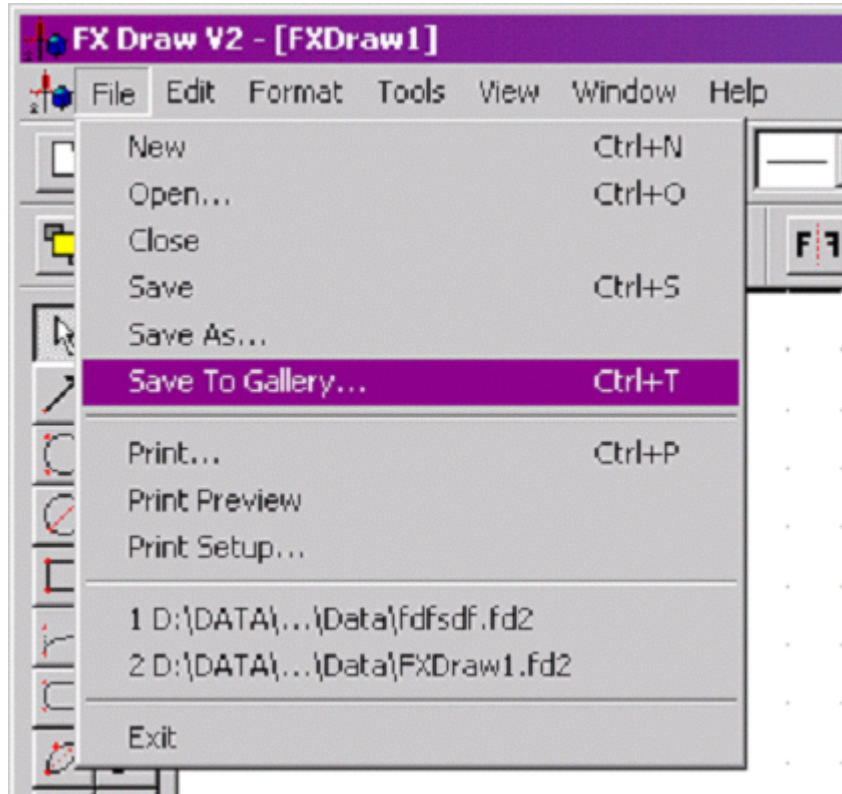 FX Draw V2 - [FXDraw1]
File Edit Format Tools View Window Help
New Ctrl+N
Open... Ctrl+O
Close
Save Ctrl+S
Save As...
Save To Gallery... Ctrl+T
Print... Ctrl+P
Print Preview
Print Setup...
1 D:\DATA\...\Data\fdfsdf.fd2
2 D:\DATA\...\Data\FXDraw1.fd2
Exit